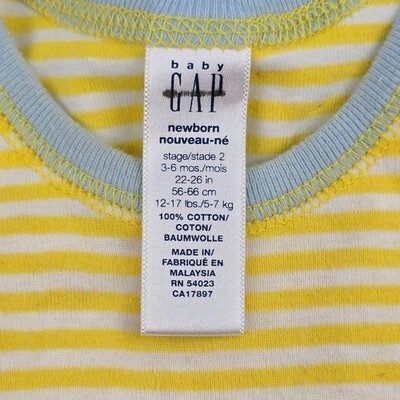 baby
GAP
newborn
nouveau-né
stage/stade 2
3-6 mos./mois
22-26 in
56-66 cm
12-17 lbs./5-7 kg
100% COTTON/
COTON/
BAUMWOLLE
MADE IN/
FABRIQUÉ EN
MALAYSIA
RN 54023
CA17897